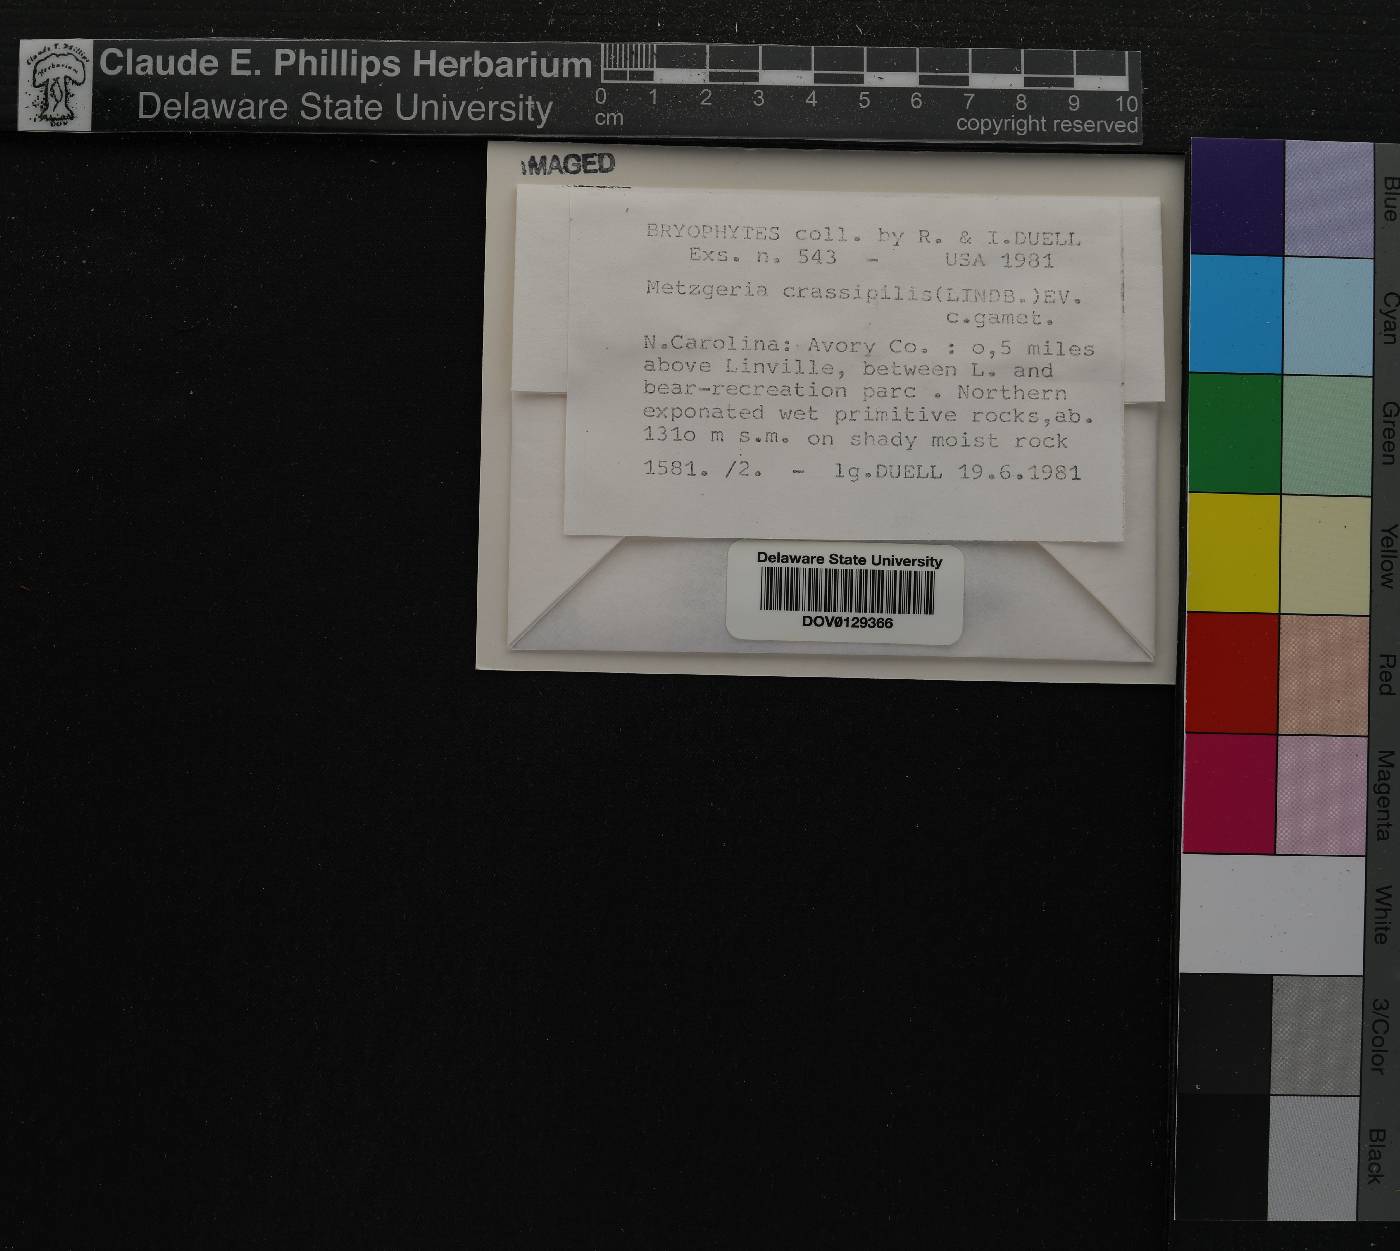 Claude E. Phillips Herbarium
Delaware State University
0 1 2 3 4 5 6 7 8 9 10
cm
copyright reserved
IMAGED
BRYOPHYTES coll. by R. & I.DUELL
Exs. n. 543 - USA 1981
Metzgeria crassipilis(LINDB.)EV.
c.gamet.
N.Carolina: Avory Co. : o,5 miles
above Linville, between L. and
bear-recreation parc . Northern
exponated wet primitive rocks,ab.
131o m s.m. on shady moist rock
1581. /2. - lg.DUELL 19.6.1981
Delaware State University
DOV0129366
Blue
Cyan
Green
Yellow
Red
Magenta
White
3/Color
Black